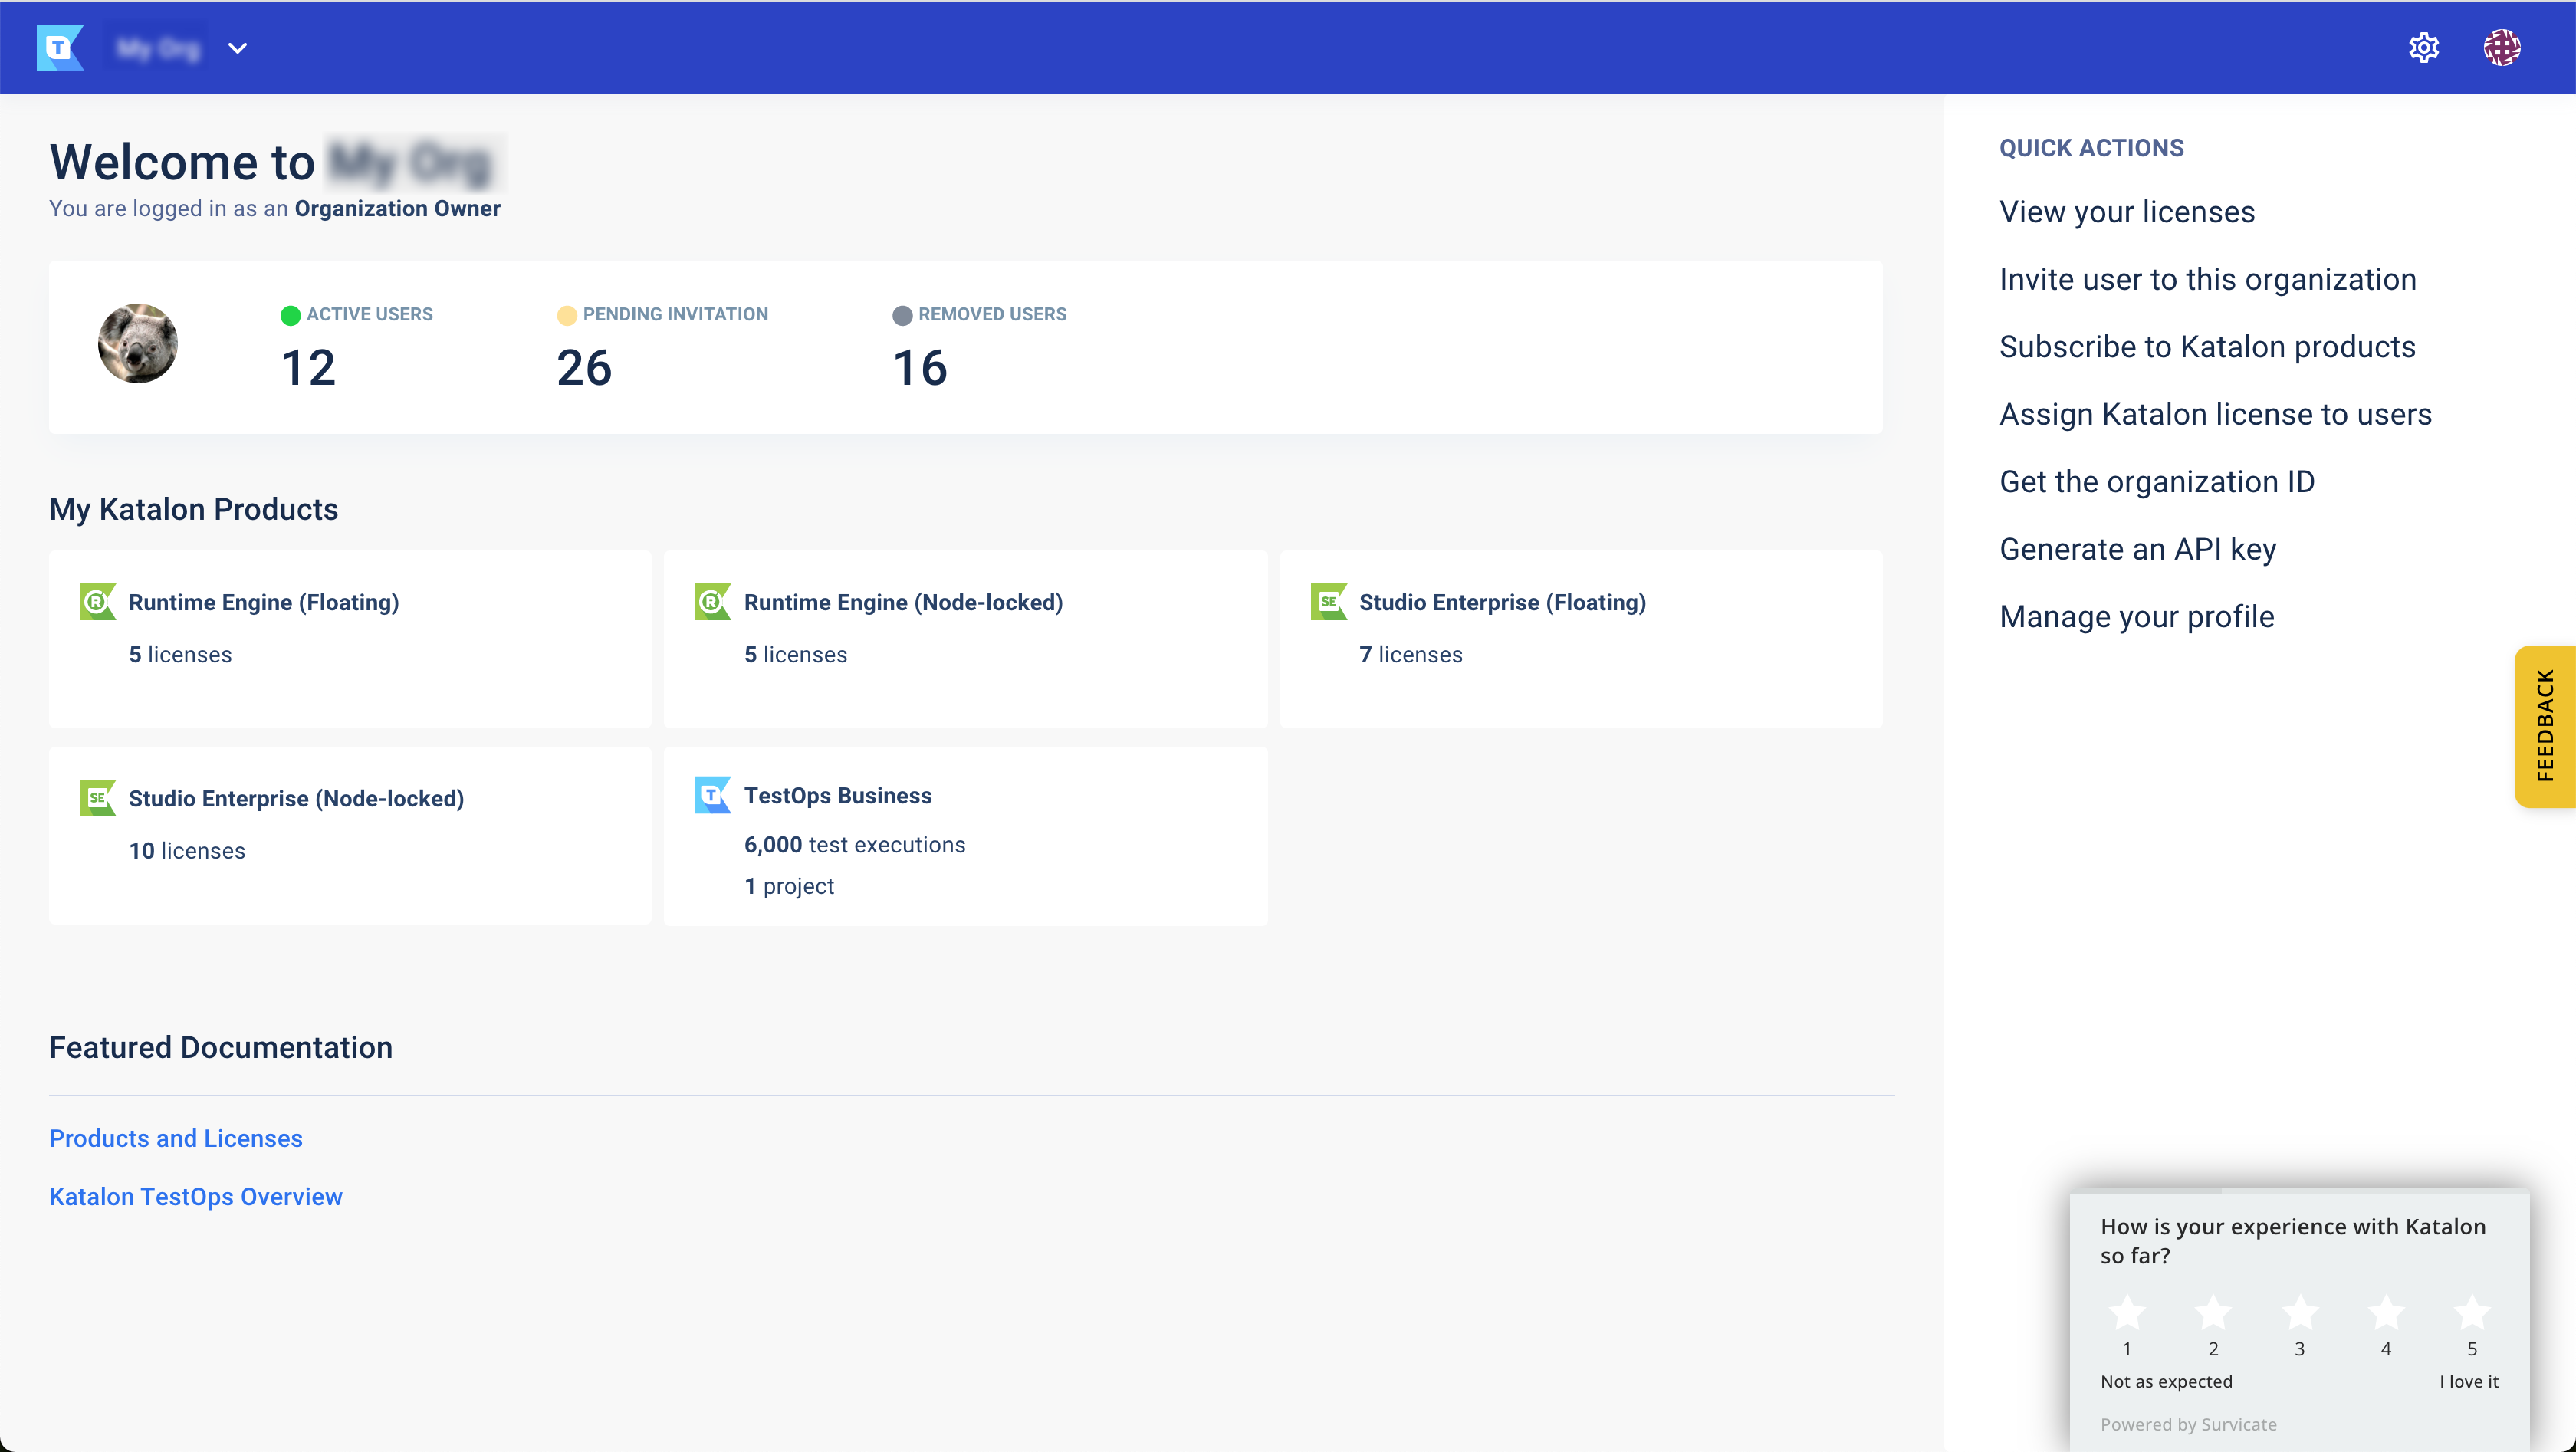 My Org
Welcome to My Org
You are logged in as an Organization Owner
ACTIVE USERS
12
PENDING INVITATION
26
REMOVED USERS
16
My Katalon Products
Runtime Engine (Floating)
5 licenses
Runtime Engine (Node-locked)
5 licenses
Studio Enterprise (Floating)
7 licenses
Studio Enterprise (Node-locked)
10 licenses
TestOps Business
6,000 test executions
1 project
Featured Documentation
Products and Licenses
Katalon TestOps Overview
QUICK ACTIONS
View your licenses
Invite user to this organization
Subscribe to Katalon products
Assign Katalon license to users
Get the organization ID
Generate an API key
Manage your profile
FEEDBACK
How is your experience with Katalon
so far?
1 2 3 4 5
Not as expected I love it
Powered by Survicate